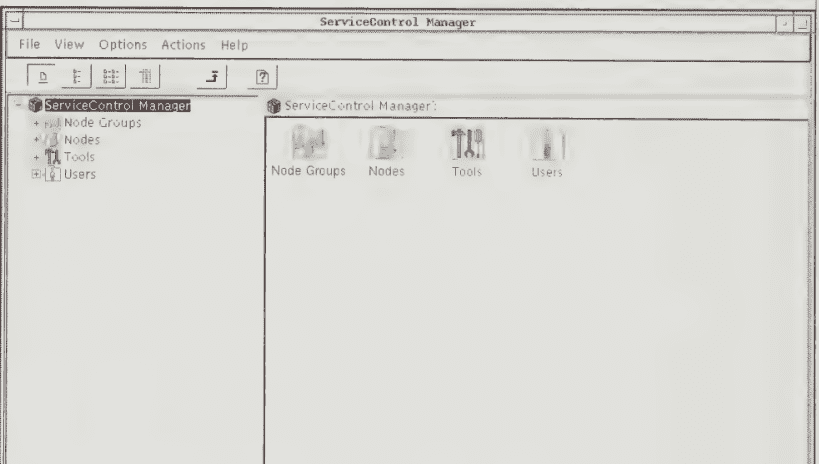 ServiceControl Manager
File View Options Actions Help
ServiceControl Manager
Node Groups
Nodes
Tools
Users
ServiceControl Manager:
Node Groups Nodes Tools Users